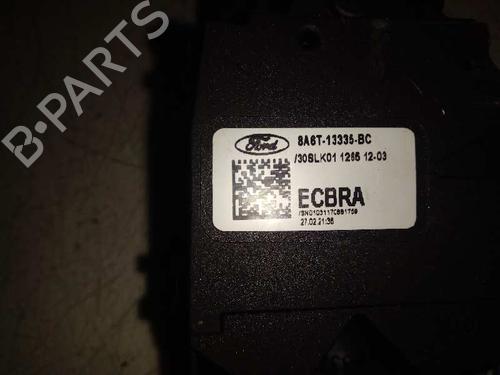 Ford
8A6T-13335-BC
/30SLK01 1265 12-03
ECBRA
27.02 21:36
B-PARTS